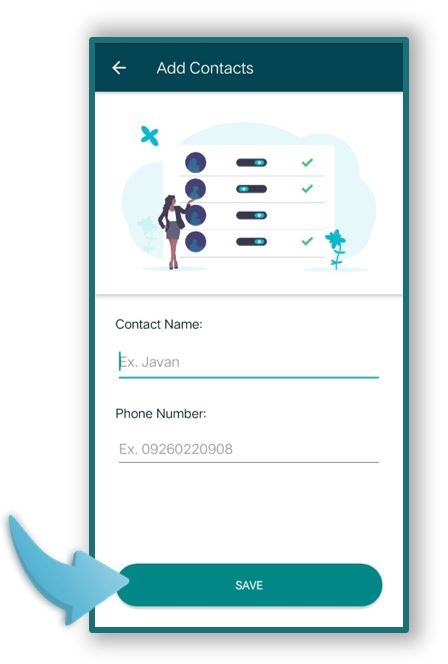 Add Contacts
Contact Name:
Ex. Javan
Phone Number:
Ex. 09260220908
SAVE